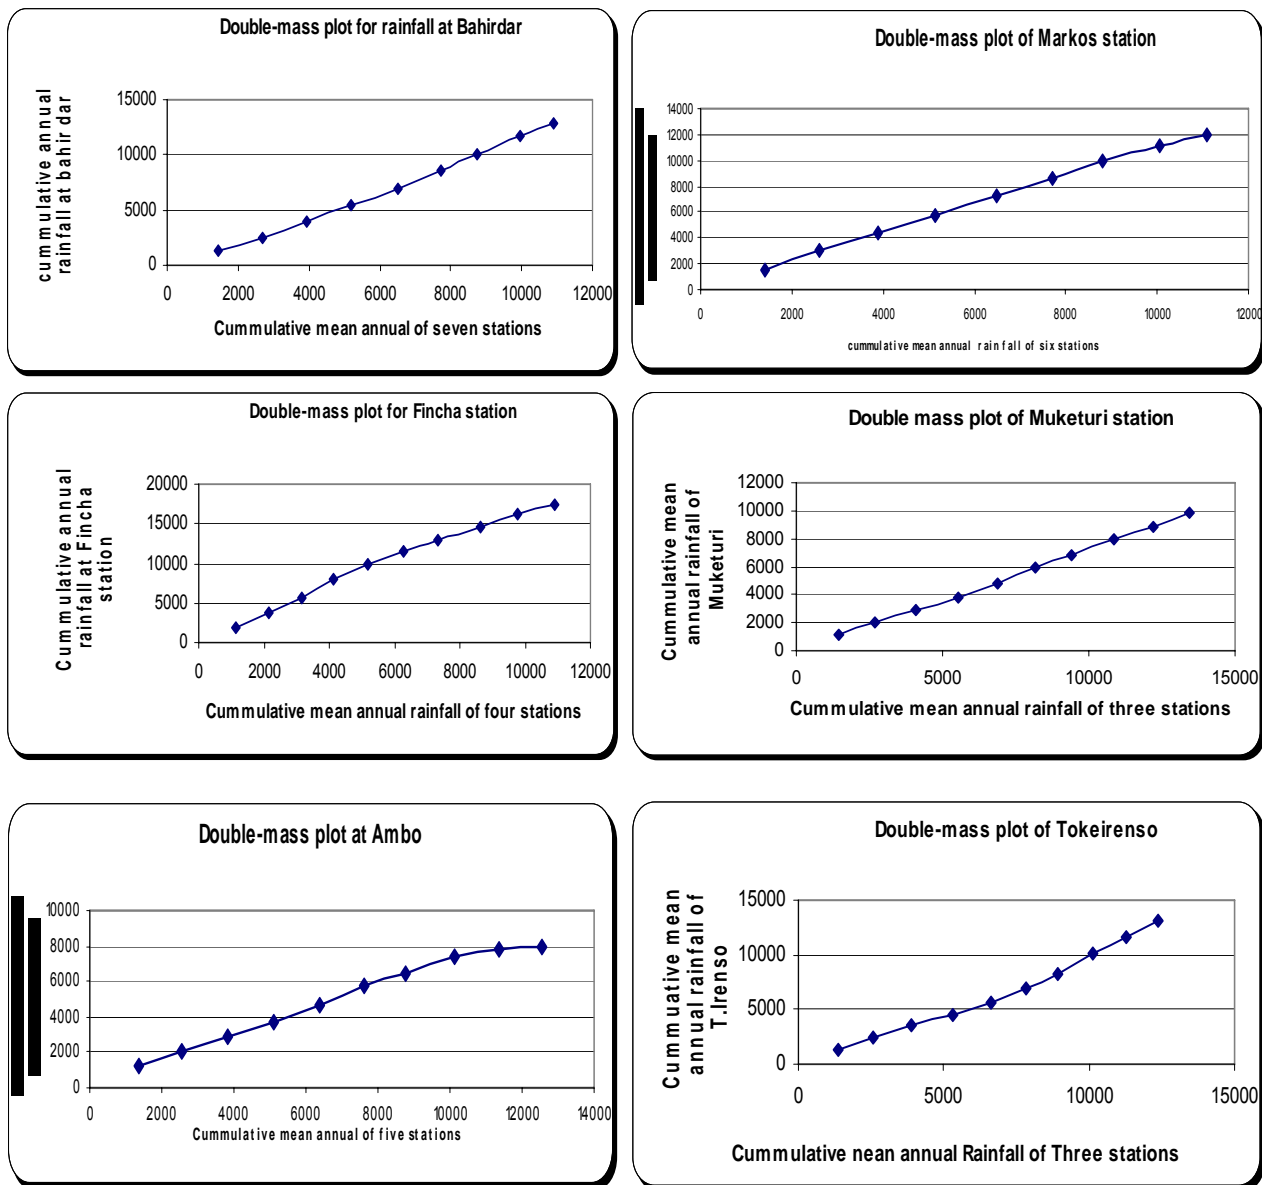 Double-mass plot for rainfall at Bahirdar
cummulative annual
rainfall at bahir dar
15000
10000
5000
0
0 2000 4000 6000 8000 10000 12000
Cummulative mean annual of seven stations
Double-mass plot of Markos station
14000
12000
10000
8000
6000
4000
2000
0
0 2000 4000 6000 8000 10000 12000
cummulative mean annual rain fall of six stations
Double-mass plot for Fincha station
Cummulative annual
rainfall at Fincha
station
20000
15000
10000
5000
0
0 2000 4000 6000 8000 10000 12000
Cummulative mean annual rainfall of four stations
Double mass plot of Muketuri station
Cummulative mean
annual rainfall of
Muketuri
12000
10000
8000
6000
4000
2000
0
0 5000 10000 15000
Cummulative mean annual rainfall of three stations
Double-mass plot at Ambo
10000
8000
6000
4000
2000
0
0 2000 4000 6000 8000 10000 12000 14000
Cummulative mean annual of five stations
Double-mass plot of Tokeirenso
Cummuative mean
annual rainfall of
T.Irenso
15000
10000
5000
0
0 5000 10000 15000
Cummulative nean annual Rainfall of Three stations